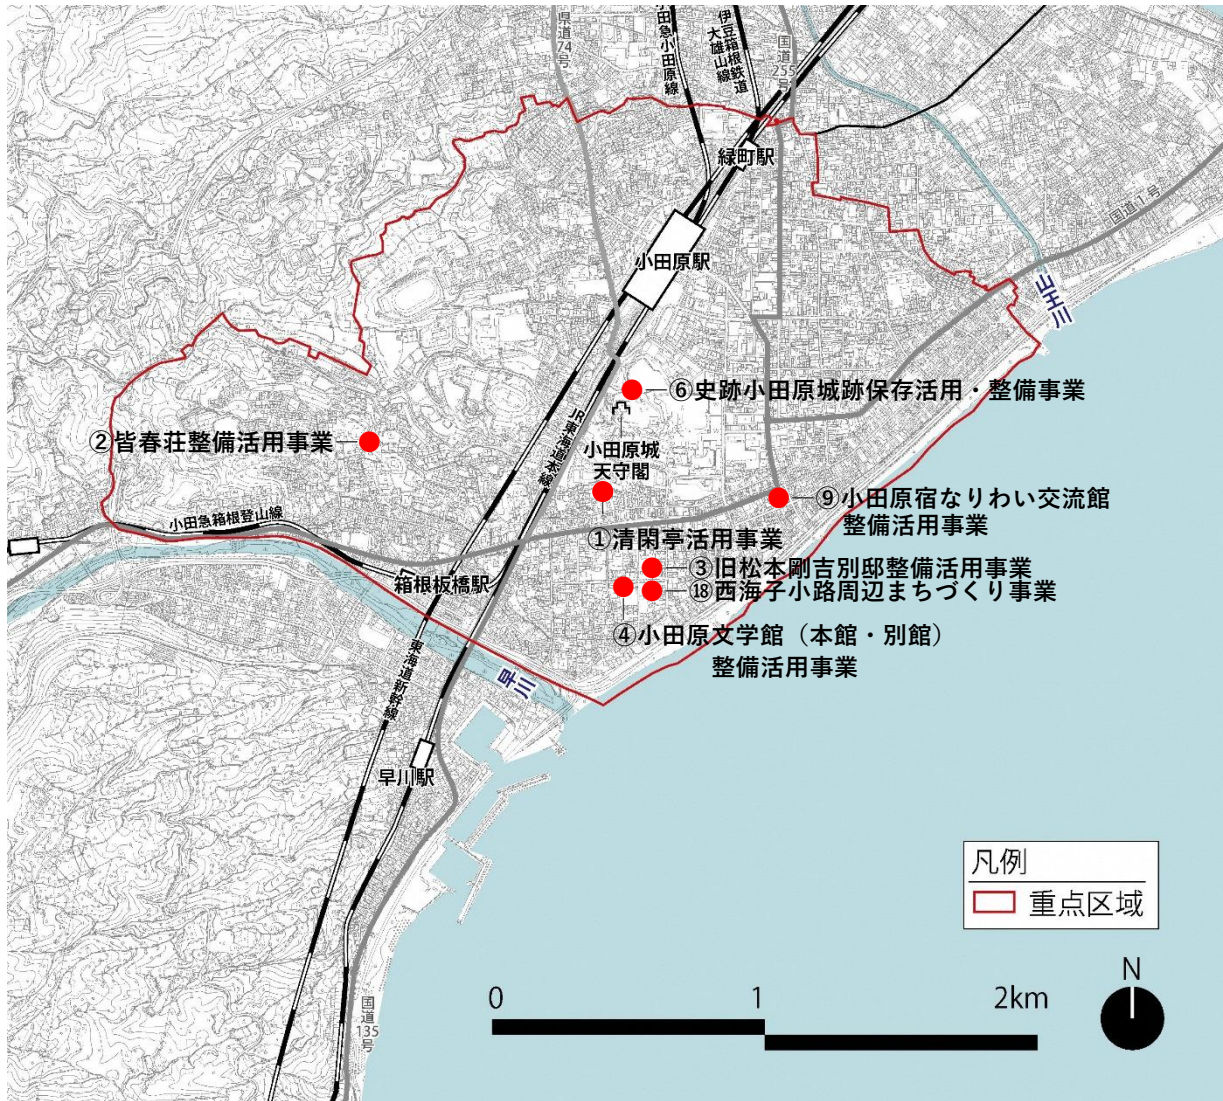 県道74号
小田急小田原線
伊豆箱根鉄道
大雄山線
国道
255号
緑町駅
国道1号
小田原駅
山王川
⑥史跡小田原城跡保存活用・整備事業
JR東海道本線
②皆春荘整備活用事業
小田原城
天守閣
⑨小田原宿なりわい交流館
整備活用事業
小田急箱根登山線
①清閑亭活用事業
③旧松本剛吉別邸整備活用事業
箱根板橋駅
⑱西海子小路周辺まちづくり事業
④小田原文学館（本館・別館）
整備活用事業
東海道新幹線
早川
早川駅
凡例
重点区域
N
0 1 2km
国道
135号